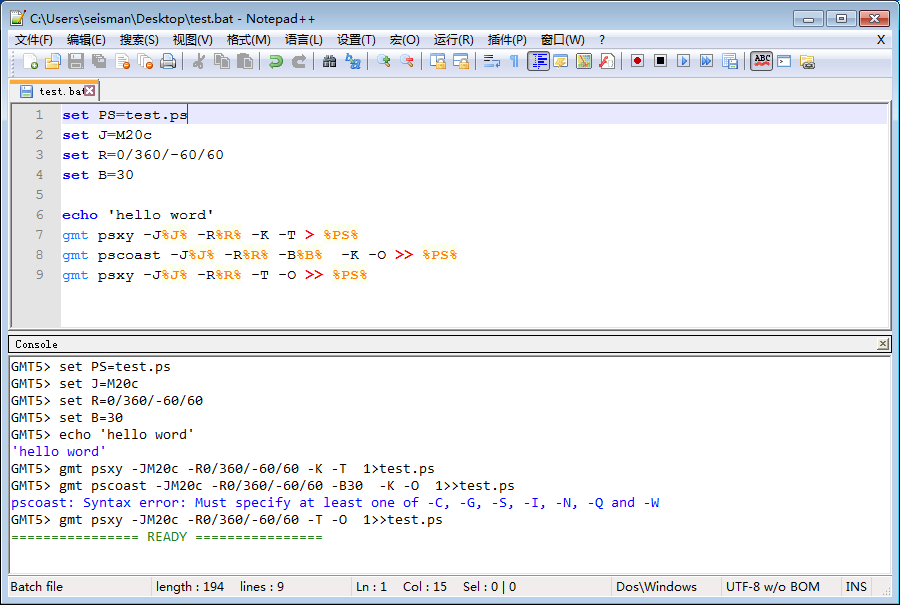 C:\Users\seisman\Desktop\test.bat - Notepad++
文件(F) 编辑(E) 搜索(S) 视图(V) 格式(M) 语言(L) 设置(T) 宏(O) 运行(R) 插件(P) 窗口(W) ? X
ABC
test.bat
1 set PS=test.ps
2 set J=M20c
3 set R=0/360/-60/60
4 set B=30
5
6 echo 'hello word'
7 gmt psxy -J%J% -R%R% -K -T > %PS%
8 gmt pscoast -J%J% -R%R% -B%B%  -K -O >> %PS%
9 gmt psxy -J%J% -R%R% -T -O >> %PS%
Console
GMT5> set PS=test.ps
GMT5> set J=M20c
GMT5> set R=0/360/-60/60
GMT5> set B=30
GMT5> echo 'hello word'
'hello word'
GMT5> gmt psxy -JM20c -R0/360/-60/60 -K -T  1>test.ps
GMT5> gmt pscoast -JM20c -R0/360/-60/60 -B30  -K -O  1>>test.ps
pscoast: Syntax error: Must specify at least one of -C, -G, -S, -I, -N, -Q and -W
GMT5> gmt psxy -JM20c -R0/360/-60/60 -T -O  1>>test.ps
================ READY ================
Batch file length : 194 lines : 9 Ln : 1 Col : 15 Sel : 0 | 0 Dos\Windows UTF-8 w/o BOM INS